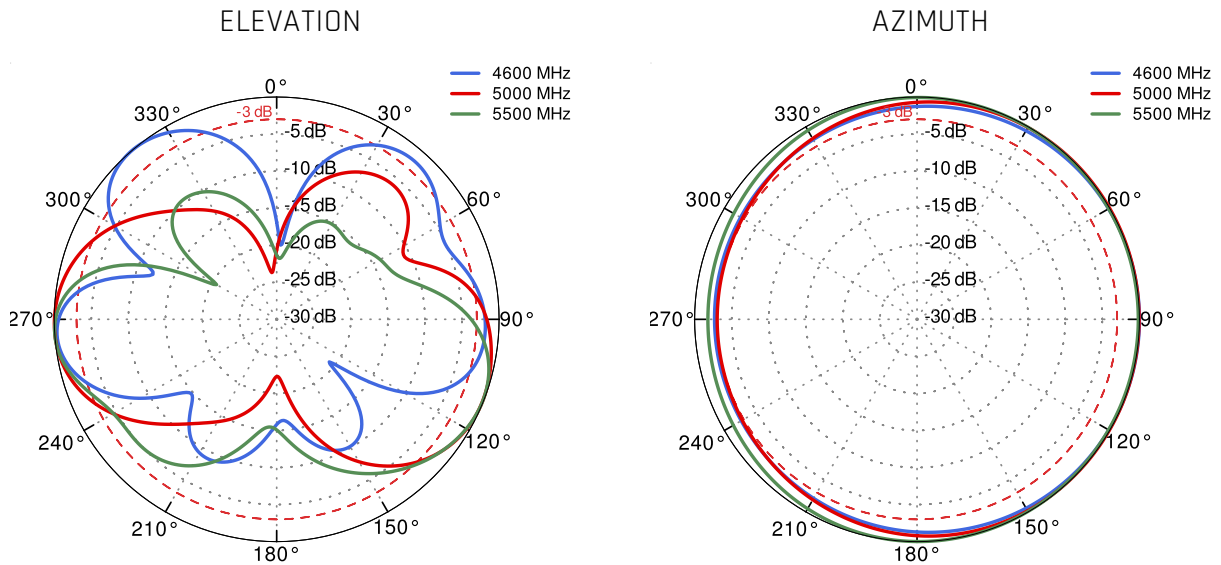 ELEVATION
4600 MHz
5000 MHz
5500 MHz
0°
30°
60°
90°
120°
150°
180°
210°
240°
270°
300°
330°
-3 dB
-5 dB
-10 dB
-15 dB
-20 dB
-25 dB
-30 dB
AZIMUTH
4600 MHz
5000 MHz
5500 MHz
0°
30°
60°
90°
120°
150°
180°
210°
240°
270°
300°
330°
-3 dB
-5 dB
-10 dB
-15 dB
-20 dB
-25 dB
-30 dB